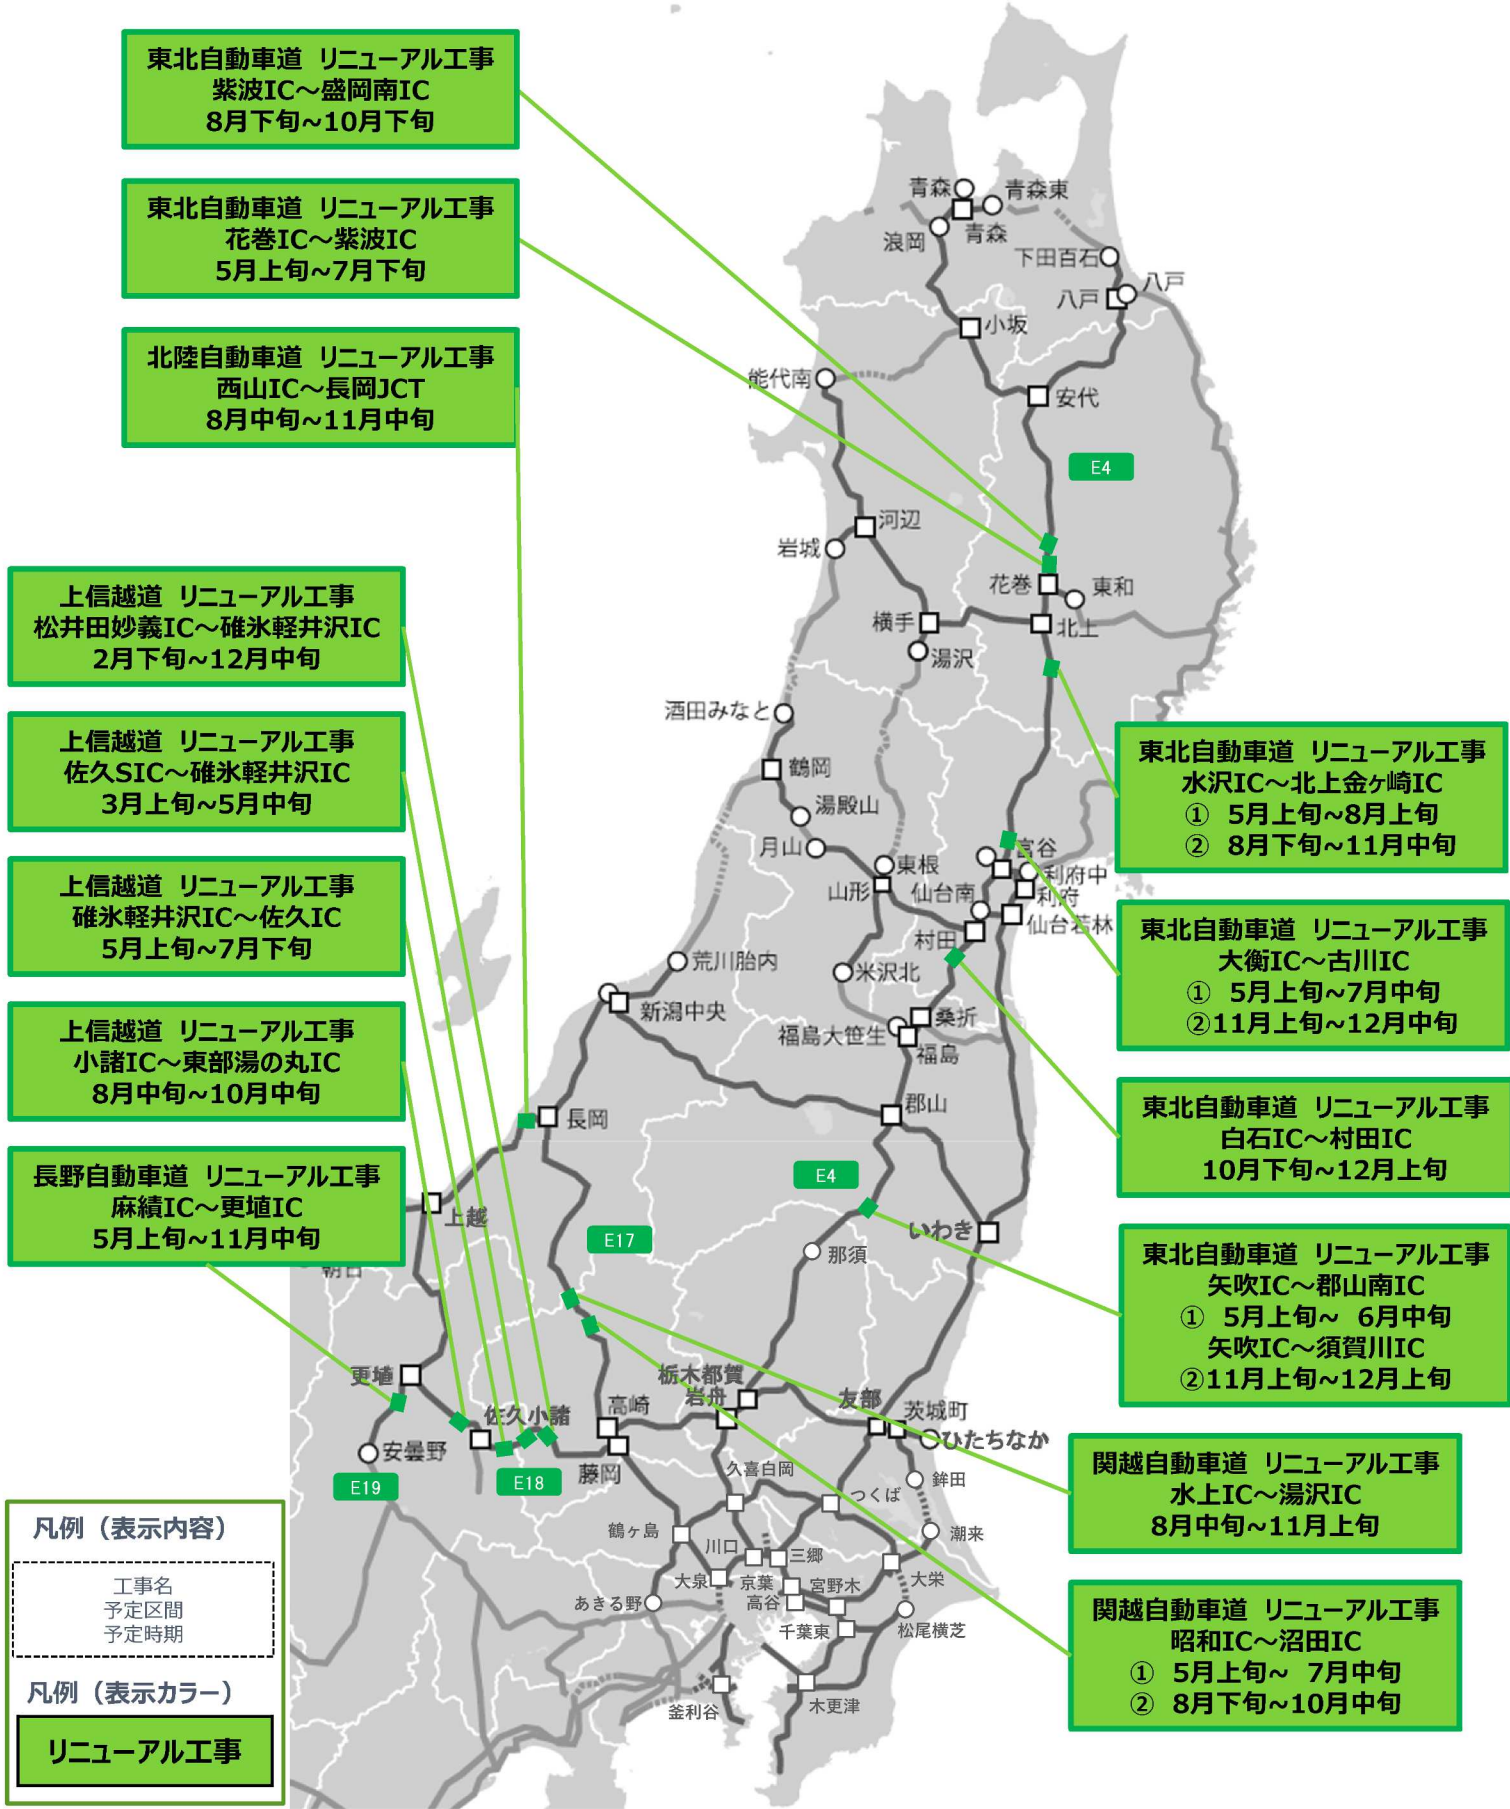 東北自動車道 リニューアル工事
紫波IC～盛岡南IC
8月下旬~10月下旬
東北自動車道 リニューアル工事
花巻IC～紫波IC
5月上旬~7月下旬
北陸自動車道 リニューアル工事
西山IC～長岡JCT
8月中旬~11月中旬
上信越道 リニューアル工事
松井田妙義IC～碓氷軽井沢IC
2月下旬~12月中旬
上信越道 リニューアル工事
佐久SIC～碓氷軽井沢IC
3月上旬~5月中旬
上信越道 リニューアル工事
碓氷軽井沢IC～佐久IC
5月上旬~7月下旬
上信越道 リニューアル工事
小諸IC～東部湯の丸IC
8月中旬~10月中旬
長野自動車道 リニューアル工事
麻績IC～更埴IC
5月上旬~11月中旬
東北自動車道 リニューアル工事
水沢IC～北上金ヶ崎IC
① 5月上旬~8月上旬
② 8月下旬~11月中旬
東北自動車道 リニューアル工事
大衡IC～古川IC
① 5月上旬~7月中旬
②11月上旬~12月中旬
東北自動車道 リニューアル工事
白石IC～村田IC
10月下旬~12月上旬
東北自動車道 リニューアル工事
矢吹IC～郡山南IC
① 5月上旬~ 6月中旬
矢吹IC～須賀川IC
②11月上旬~12月上旬
関越自動車道 リニューアル工事
水上IC～湯沢IC
8月中旬~11月上旬
関越自動車道 リニューアル工事
昭和IC～沼田IC
① 5月上旬~ 7月中旬
② 8月下旬~10月中旬
青森
青森東
青森
浪岡
下田百石
八戸
八戸
小坂
能代南
安代
E4
河辺
岩城
花巻
東和
横手
北上
湯沢
酒田みなと
鶴岡
湯殿山
月山
富谷
東根
利府中
山形
仙台南
利府
仙台若林
村田
荒川胎内
米沢北
新潟中央
桑折
福島大笹生
福島
郡山
長岡
E4
上越
いわき
E17
那須
朝日
更埴
栃木都賀
岩舟
友部
茨城町
高崎
佐久小諸
ひたちなか
安曇野
藤岡
久喜白岡
E19
E18
鉾田
つくば
鶴ヶ島
潮来
川口
三郷
大泉
京葉
宮野木
大栄
あきる野
高谷
千葉東
松尾横芝
釜利谷
木更津
凡例（表示内容）
工事名
予定区間
予定時期
凡例（表示カラー）
リニューアル工事